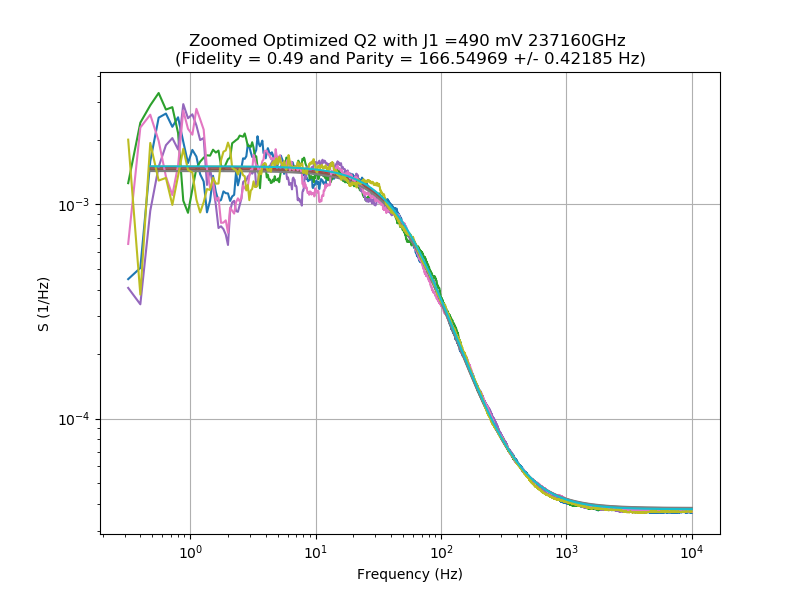 Zoomed Optimized Q2 with J1 =490 mV 237160GHz
(Fidelity = 0.49 and Parity = 166.54969 +/- 0.42185 Hz)
S (1/Hz)
10⁻³
10⁻⁴
10⁰ 10¹ 10² 10³ 10⁴
Frequency (Hz)